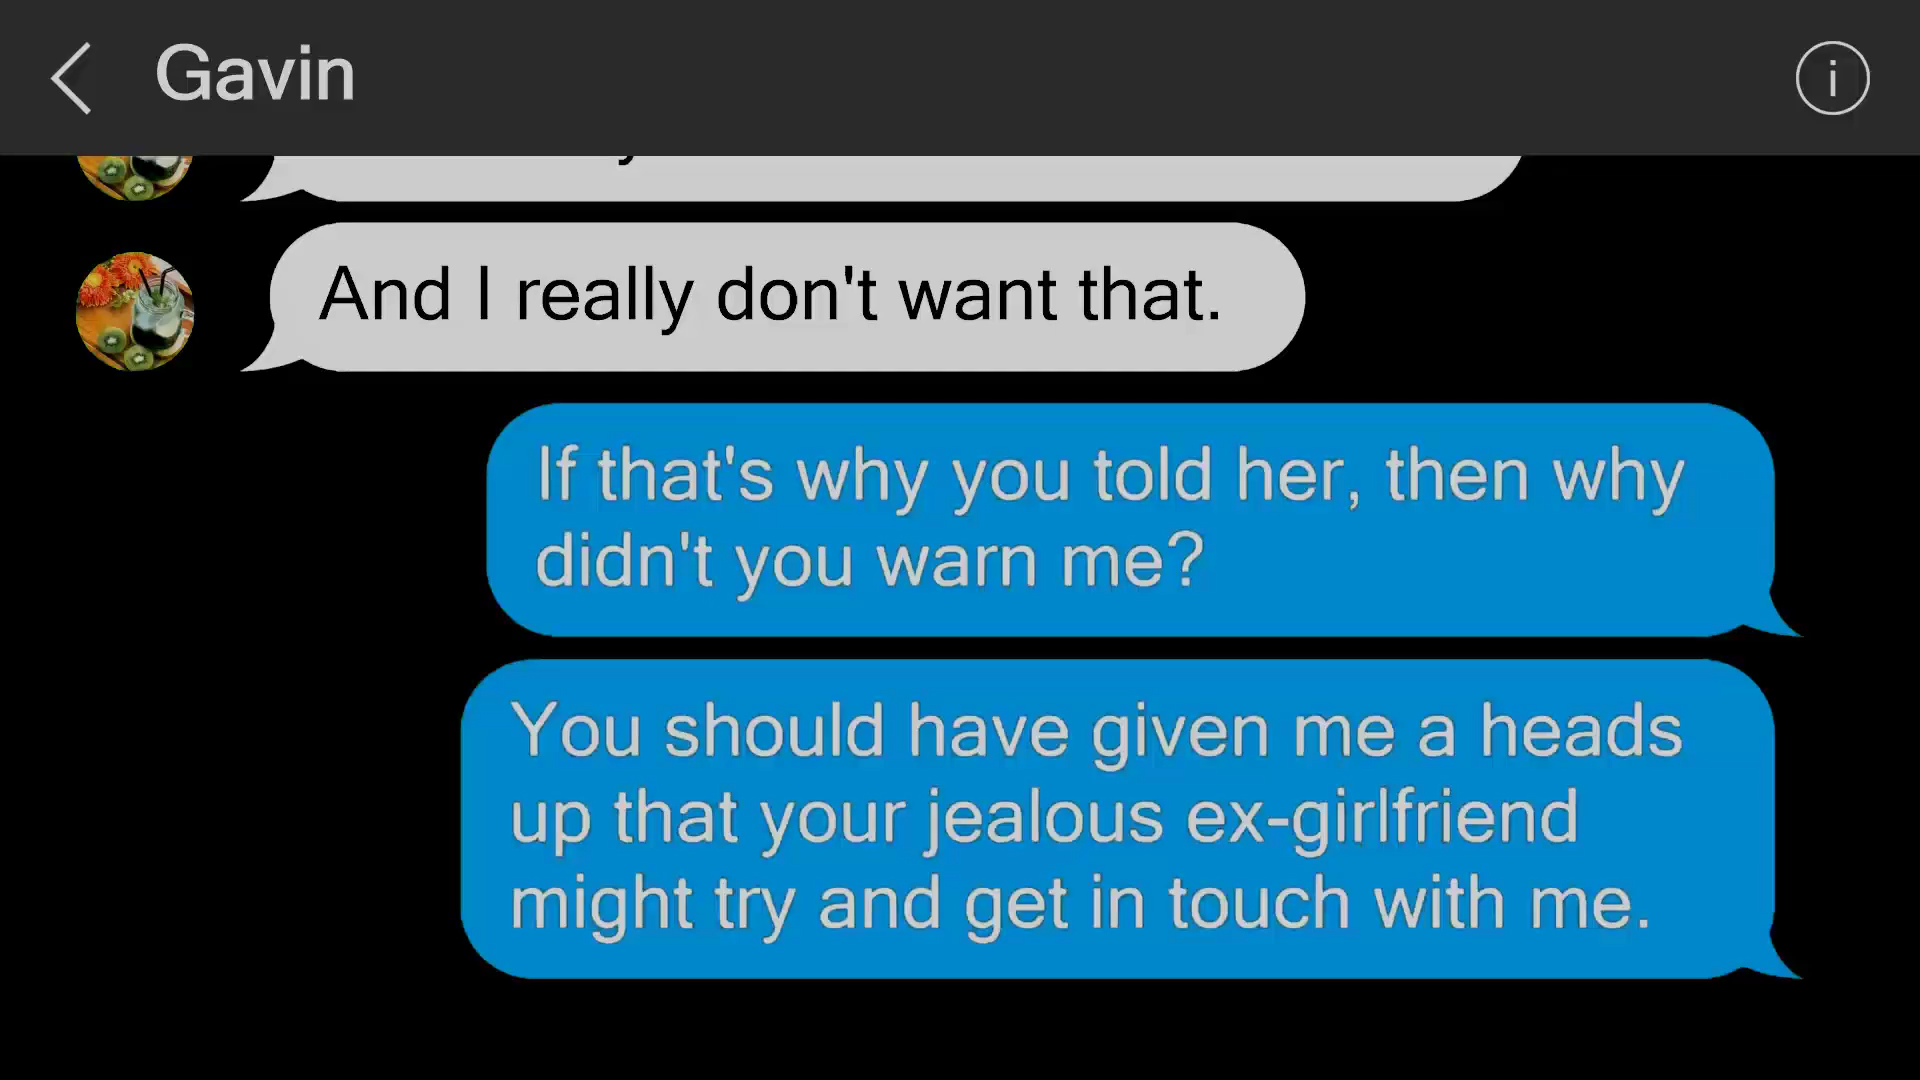 Gavin
i
And I really don't want that.
If that's why you told her, then why
didn't you warn me?
You should have given me a heads
up that your jealous ex-girlfriend
might try and get in touch with me.